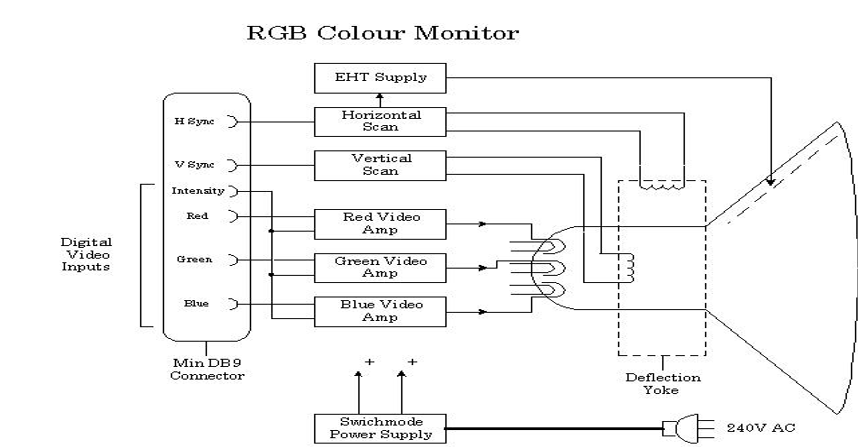 RGB Colour Monitor
EHT Supply
H Sync
Horizontal
Scan
V Sync
Vertical
Scan
Intensity
Red
Red Video
Amp
Digital
Video
Inputs
Green
Green Video
Amp
Blue
Blue Video
Amp
Min DB9
Connector
+ +
Deflection
Yoke
Swichmode
Power Supply
240V AC